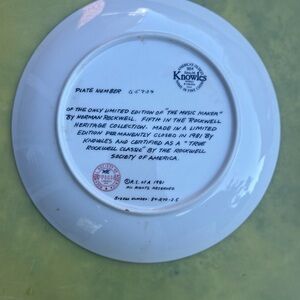 Knowles
PLATE NUMBER
OF THE ONLY LIMITED EDITION OF "THE MUSIC MAKER"
BY NORMAN ROCKWELL. FIFTH IN THE ROCKWELL
HERITAGE COLLECTION. MADE IN A LIMITED
EDITION PERMANENTLY CLOSED IN 1981 BY
KNOWLES AND CERTIFIED AS A "TRUE
ROCKWELL CLASSIC" BY THE ROCKWELL
SOCIETY OF AMERICA.
©R.S. OF A 1981
ALL RIGHTS RESERVED